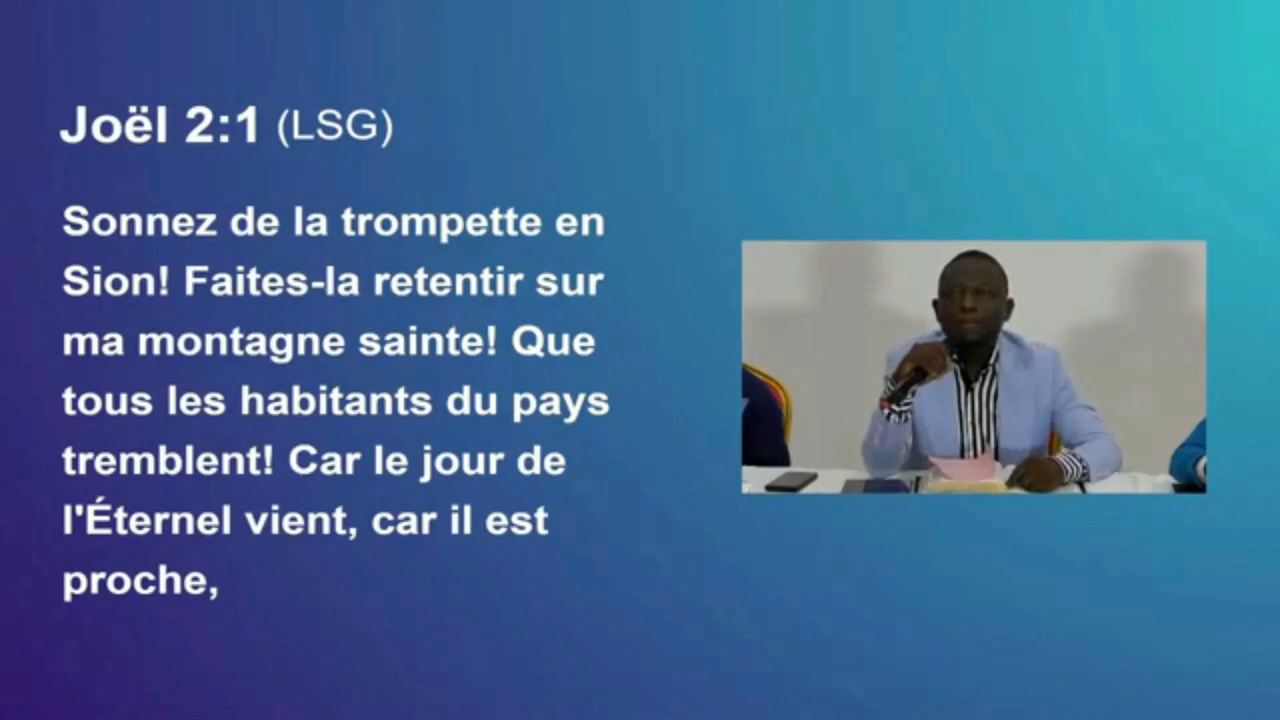 Joël 2:1 (LSG)
Sonnez de la trompette en
Sion! Faites-la retentir sur
ma montagne sainte! Que
tous les habitants du pays
tremblent! Car le jour de
l'Éternel vient, car il est
proche,